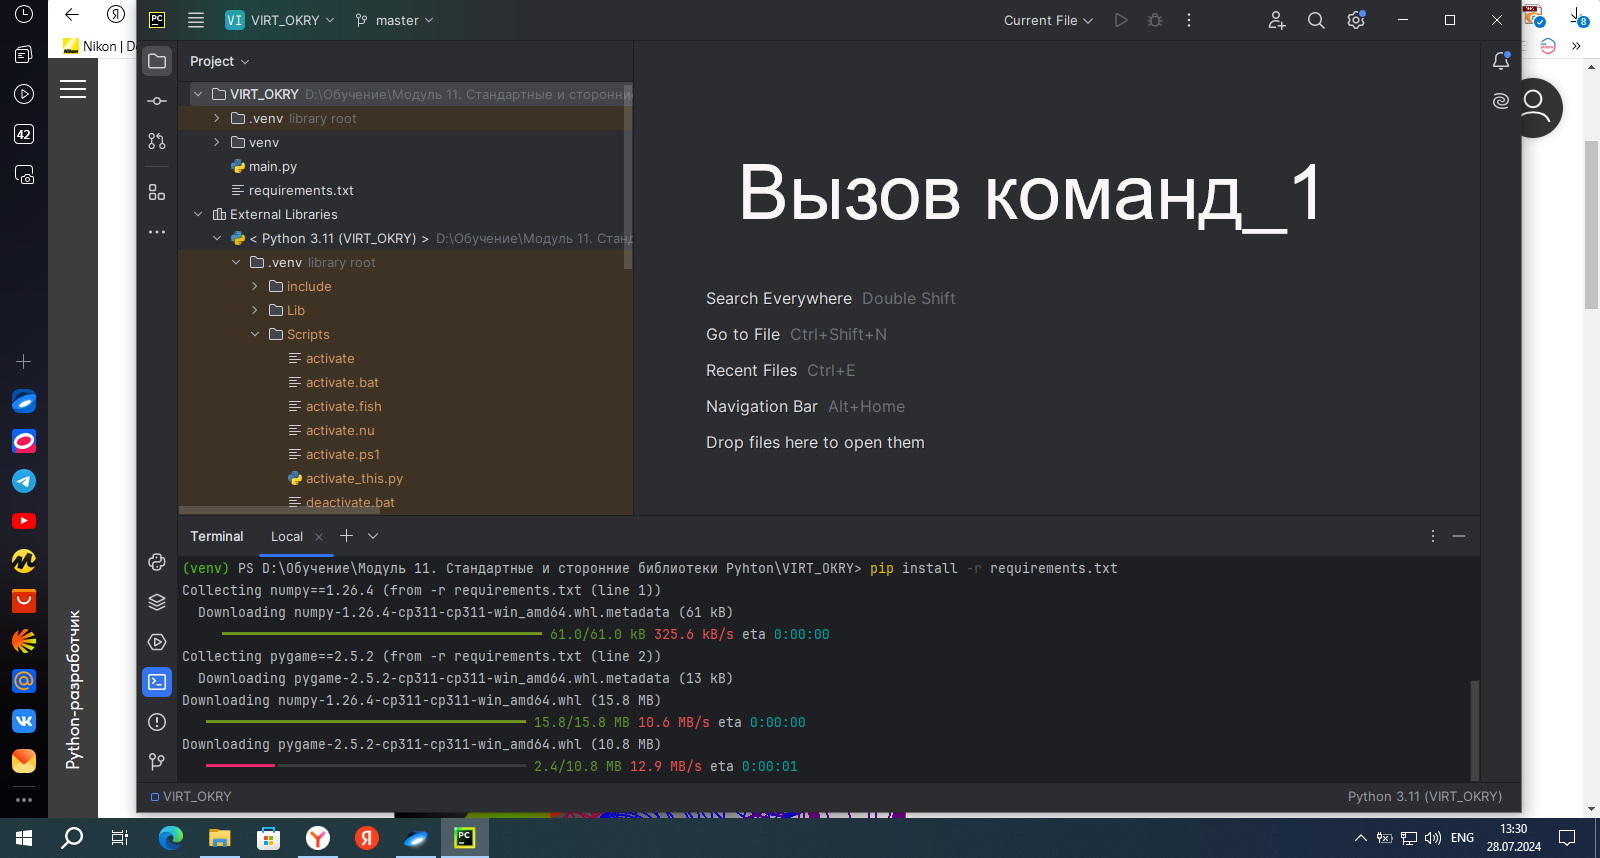 VI VIRT_OKRY master Current File
Nikon | D
8
42
Project
VIRT_OKRY D:\Обучение\Модуль 11. Стандартные и сторонни
.venv library root
venv
main.py
requirements.txt
External Libraries
< Python 3.11 (VIRT_OKRY) > D:\Обучение\Модуль 11. Станд
.venv library root
include
Lib
Scripts
activate
activate.bat
activate.fish
activate.nu
activate.ps1
activate_this.py
deactivate.bat
Вызов команд_1
Search Everywhere Double Shift
Go to File Ctrl+Shift+N
Recent Files Ctrl+E
Navigation Bar Alt+Home
Drop files here to open them
Python-разработчик
Terminal Local
(venv) PS D:\Обучение\Модуль 11. Стандартные и сторонние библиотеки Pyhton\VIRT_OKRY> pip install -r requirements.txt
Collecting numpy==1.26.4 (from -r requirements.txt (line 1))
Downloading numpy-1.26.4-cp311-cp311-win_amd64.whl.metadata (61 kB)
61.0/61.0 kB 325.6 kB/s eta 0:00:00
Collecting pygame==2.5.2 (from -r requirements.txt (line 2))
Downloading pygame-2.5.2-cp311-cp311-win_amd64.whl.metadata (13 kB)
Downloading numpy-1.26.4-cp311-cp311-win_amd64.whl (15.8 MB)
15.8/15.8 MB 10.6 MB/s eta 0:00:00
Downloading pygame-2.5.2-cp311-cp311-win_amd64.whl (10.8 MB)
2.4/10.8 MB 12.9 MB/s eta 0:00:01
VIRT_OKRY Python 3.11 (VIRT_OKRY)
ENG
13:30
28.07.2024